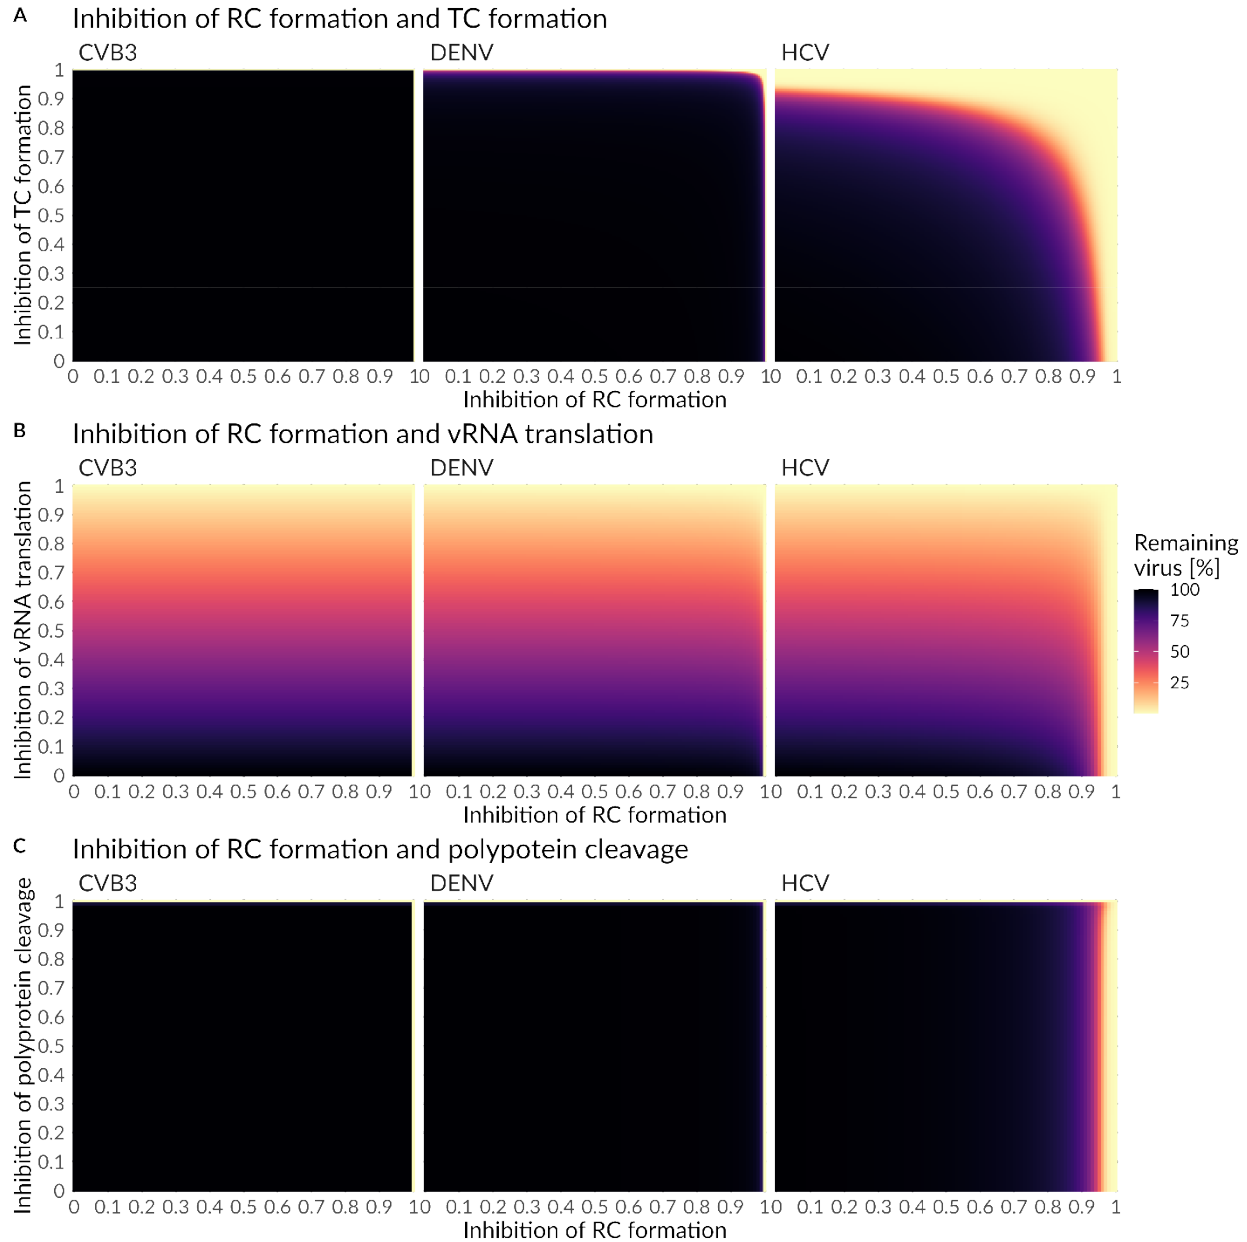 A Inhibition of RC formation and TC formation
CVB3 DENV HCV
Inhibition of TC formation
1
0.9
0.8
0.7
0.6
0.5
0.4
0.3
0.2
0.1
0
0 0.1 0.2 0.3 0.4 0.5 0.6 0.7 0.8 0.9 1 0 0.1 0.2 0.3 0.4 0.5 0.6 0.7 0.8 0.9 1 0 0.1 0.2 0.3 0.4 0.5 0.6 0.7 0.8 0.9 1
Inhibition of RC formation
B Inhibition of RC formation and vRNA translation
CVB3 DENV HCV
Inhibition of vRNA translation
1
0.9
0.8
0.7
0.6
0.5
0.4
0.3
0.2
0.1
0
0 0.1 0.2 0.3 0.4 0.5 0.6 0.7 0.8 0.9 1 0 0.1 0.2 0.3 0.4 0.5 0.6 0.7 0.8 0.9 1 0 0.1 0.2 0.3 0.4 0.5 0.6 0.7 0.8 0.9 1
Inhibition of RC formation
Remaining
virus [%]
100
75
50
25
C Inhibition of RC formation and polypotein cleavage
CVB3 DENV HCV
Inhibition of polyprotein cleavage
1
0.9
0.8
0.7
0.6
0.5
0.4
0.3
0.2
0.1
0
0 0.1 0.2 0.3 0.4 0.5 0.6 0.7 0.8 0.9 1 0 0.1 0.2 0.3 0.4 0.5 0.6 0.7 0.8 0.9 1 0 0.1 0.2 0.3 0.4 0.5 0.6 0.7 0.8 0.9 1
Inhibition of RC formation